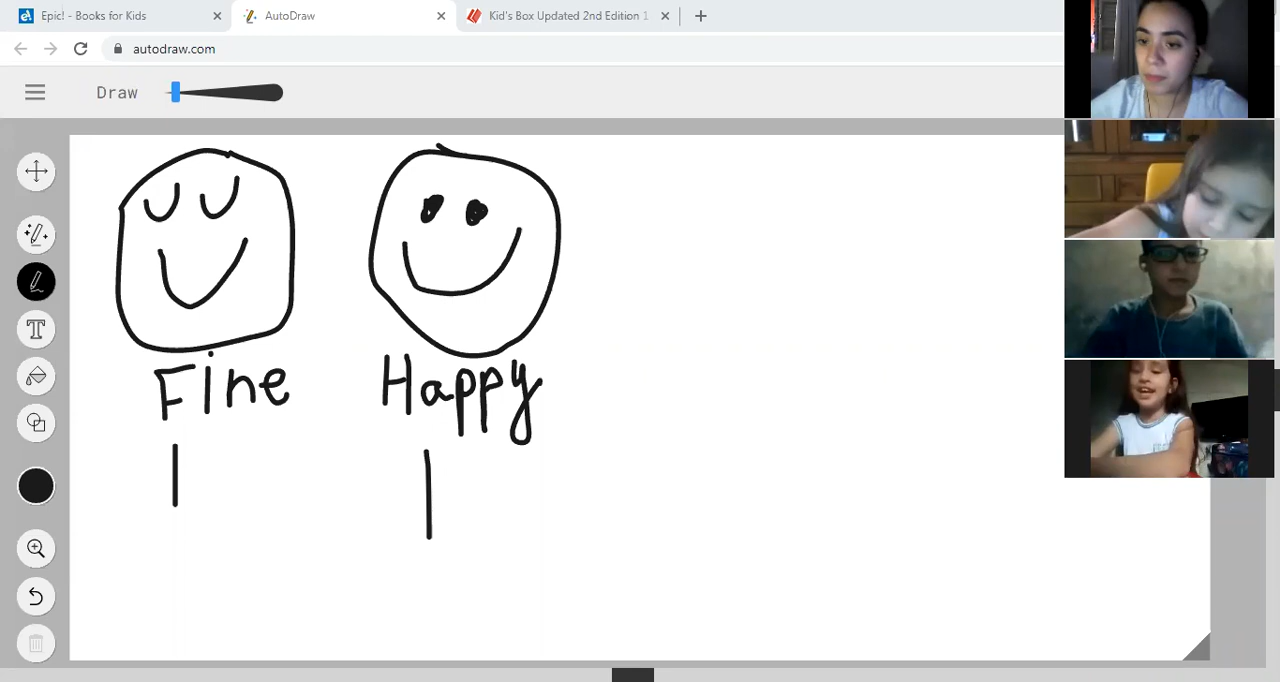 Epic! - Books for Kids
AutoDraw
Kid's Box Updated 2nd Edition 1
autodraw.com
Draw
Fine
Happy
| |